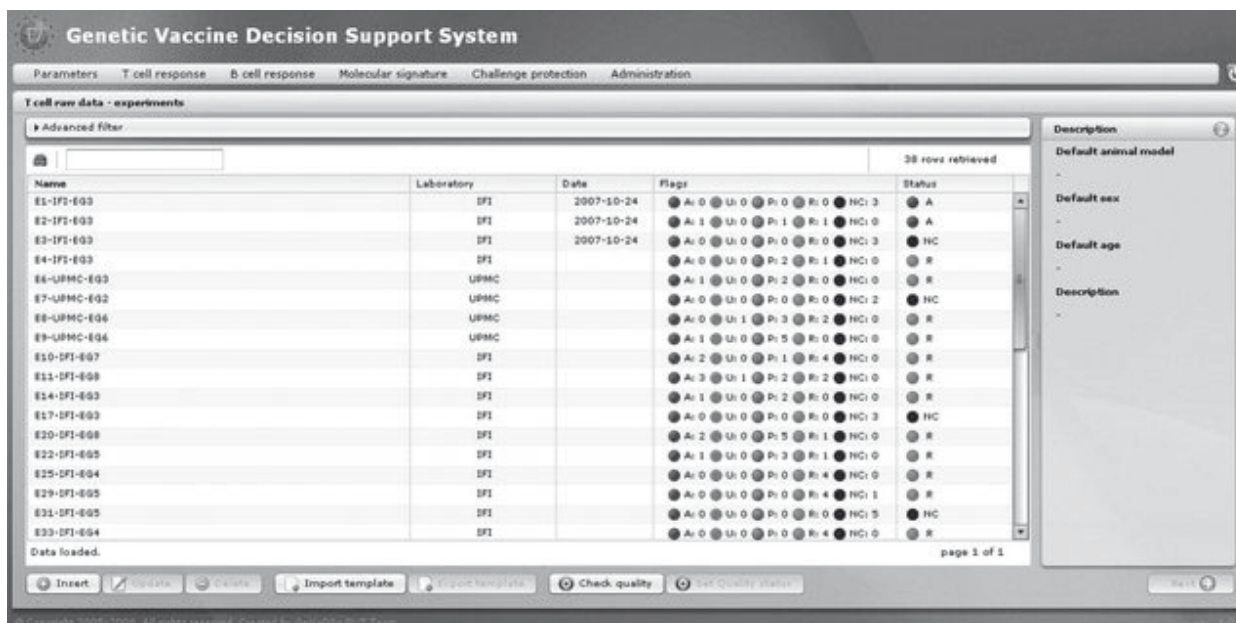 Genetic Vaccine Decision Support System
Parameters T cell response B cell response Molecular signature Challenge protection Administration
T cell raw data - experiments
Advanced filter
38 rows retrieved
Name Laboratory Date Flags Status
E1-IFI-EG3 IFI 2007-10-24 A: 0 U: 0 P: 0 R: 0 NC: 3 A
E2-IFI-EG3 IFI 2007-10-24 A: 1 U: 0 P: 1 R: 1 NC: 0 A
E3-IFI-EG3 IFI 2007-10-24 A: 0 U: 0 P: 0 R: 0 NC: 3 NC
E4-IFI-EG3 IFI A: 0 U: 0 P: 2 R: 1 NC: 0 R
E6-UPMC-EG3 UPMC A: 1 U: 0 P: 2 R: 0 NC: 0 R
E7-UPMC-EG2 UPMC A: 0 U: 0 P: 0 R: 0 NC: 2 NC
E8-UPMC-EG6 UPMC A: 0 U: 1 P: 3 R: 2 NC: 0 R
E9-UPMC-EG6 UPMC A: 1 U: 0 P: 5 R: 0 NC: 0 R
E10-IFI-EG7 IFI A: 2 U: 0 P: 1 R: 4 NC: 0 R
E11-IFI-EG8 IFI A: 3 U: 1 P: 2 R: 2 NC: 0 R
E14-IFI-EG3 IFI A: 1 U: 0 P: 2 R: 0 NC: 0 R
E17-IFI-EG3 IFI A: 0 U: 0 P: 0 R: 0 NC: 3 NC
E20-IFI-EG8 IFI A: 2 U: 0 P: 5 R: 1 NC: 0 R
E22-IFI-EG5 IFI A: 1 U: 0 P: 3 R: 1 NC: 0 R
E25-IFI-EG4 IFI A: 0 U: 0 P: 0 R: 4 NC: 0 R
E29-IFI-EG5 IFI A: 0 U: 0 P: 0 R: 4 NC: 1 R
E31-IFI-EG5 IFI A: 0 U: 0 P: 0 R: 0 NC: 5 NC
E33-IFI-EG4 IFI A: 0 U: 0 P: 0 R: 4 NC: 0 R
Data loaded. page 1 of 1
Description
Default animal model
-
Default sex
-
Default age
-
Description
-
Insert Update Delete Import template Export template Check quality Set Quality status Next